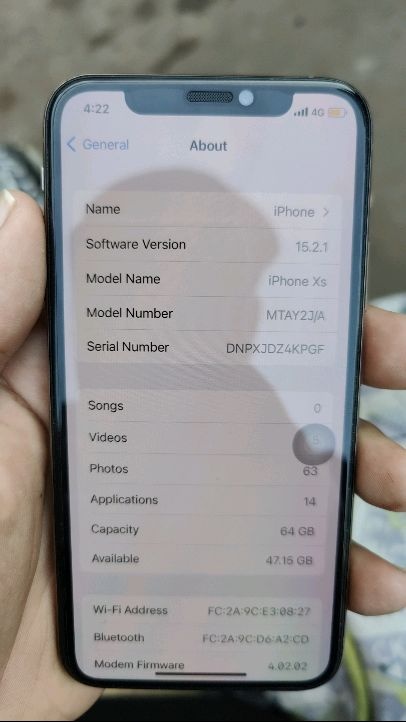 4:22 4G
General About
Name iPhone
Software Version 15.2.1
Model Name iPhone Xs
Model Number MTAY2J/A
Serial Number DNPXJDZ4KPGF
Songs 0
Videos 5
Photos 63
Applications 14
Capacity 64 GB
Available 47.15 GB
Wi-Fi Address FC:2A:9C:E3:08:27
Bluetooth FC:2A:9C:D6:A2:CD
Modem Firmware 4.02.02